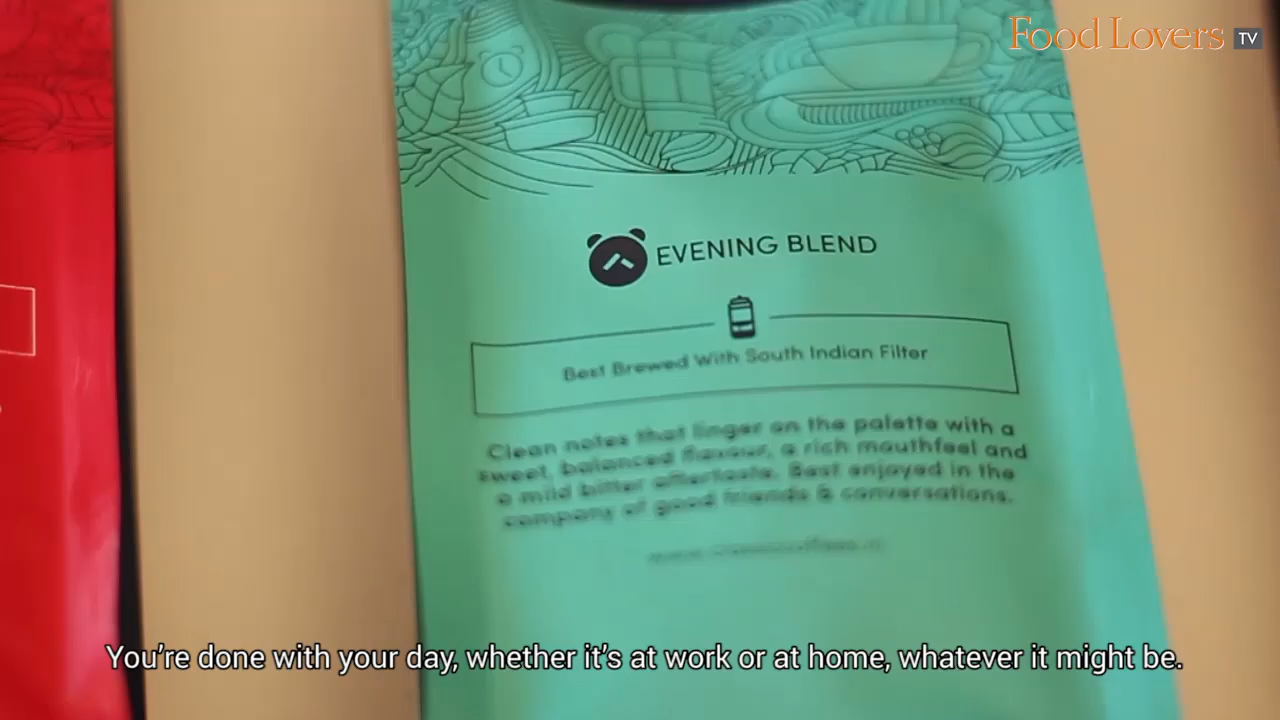 Food Lovers TV
EVENING BLEND
Best Brewed With South Indian Filter
Clean notes that linger on the palette with a
sweet, balanced flavour, a rich mouthfeel and
a mild bitter aftertaste. Best enjoyed in the
company of good friends & conversations.
You're done with your day, whether it's at work or at home, whatever it might be.